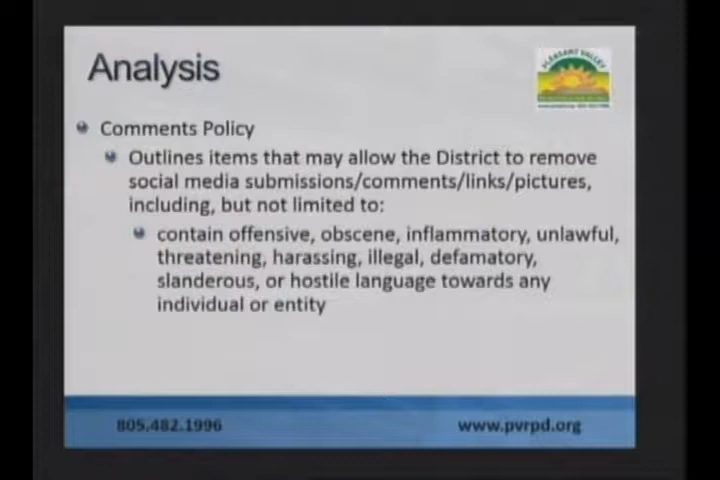 Analysis
PLEASANT VALLEY
Comments Policy
Outlines items that may allow the District to remove
social media submissions/comments/links/pictures,
including, but not limited to:
contain offensive, obscene, inflammatory, unlawful,
threatening, harassing, illegal, defamatory,
slanderous, or hostile language towards any
individual or entity
805.482.1996
www.pvrpd.org